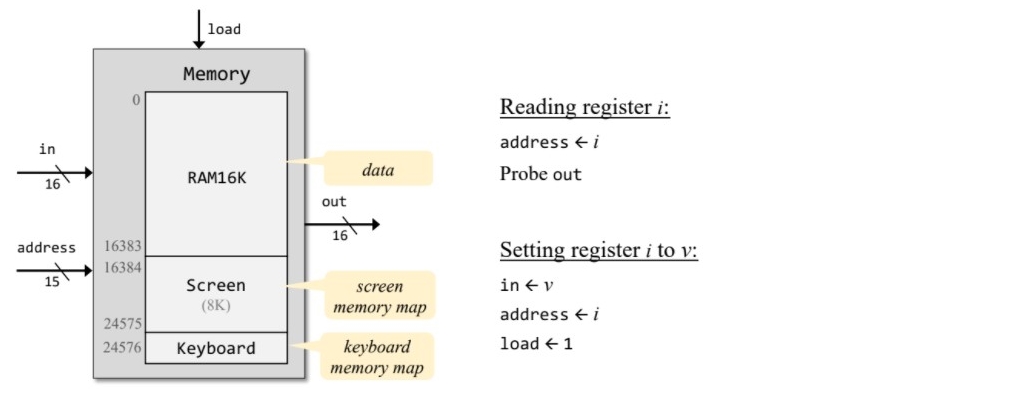 load
Memory
0
in
16
RAM16K
data
out
16
address
15
16383
16384
Screen
(8K)
screen
memory map
24575
24576
Keyboard
keyboard
memory map
Reading register i:
address ← i
Probe out
Setting register i to v:
in ← v
address ← i
load ← 1